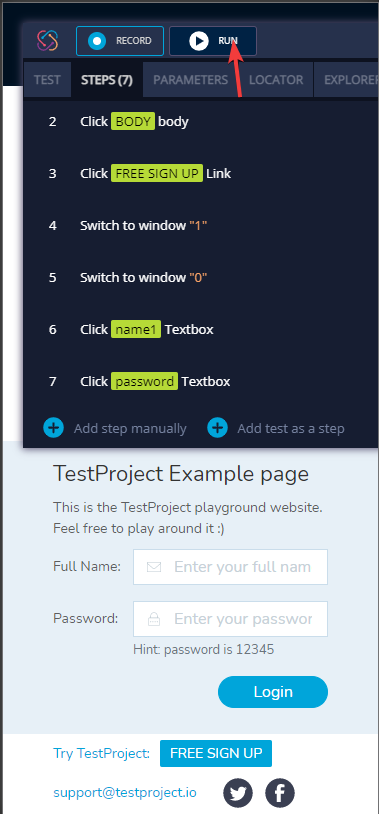 RECORD
RUN
TEST STEPS (7) PARAMETERS LOCATOR EXPLORER
2 Click BODY body
3 Click FREE SIGN UP Link
4 Switch to window "1"
5 Switch to window "0"
6 Click name1 Textbox
7 Click password Textbox
Add step manually Add test as a step
TestProject Example page
This is the TestProject playground website.
Feel free to play around it :)
Full Name: Enter your full nam
Password: Enter your passwor
Hint: password is 12345
Login
Try TestProject: FREE SIGN UP
support@testproject.io